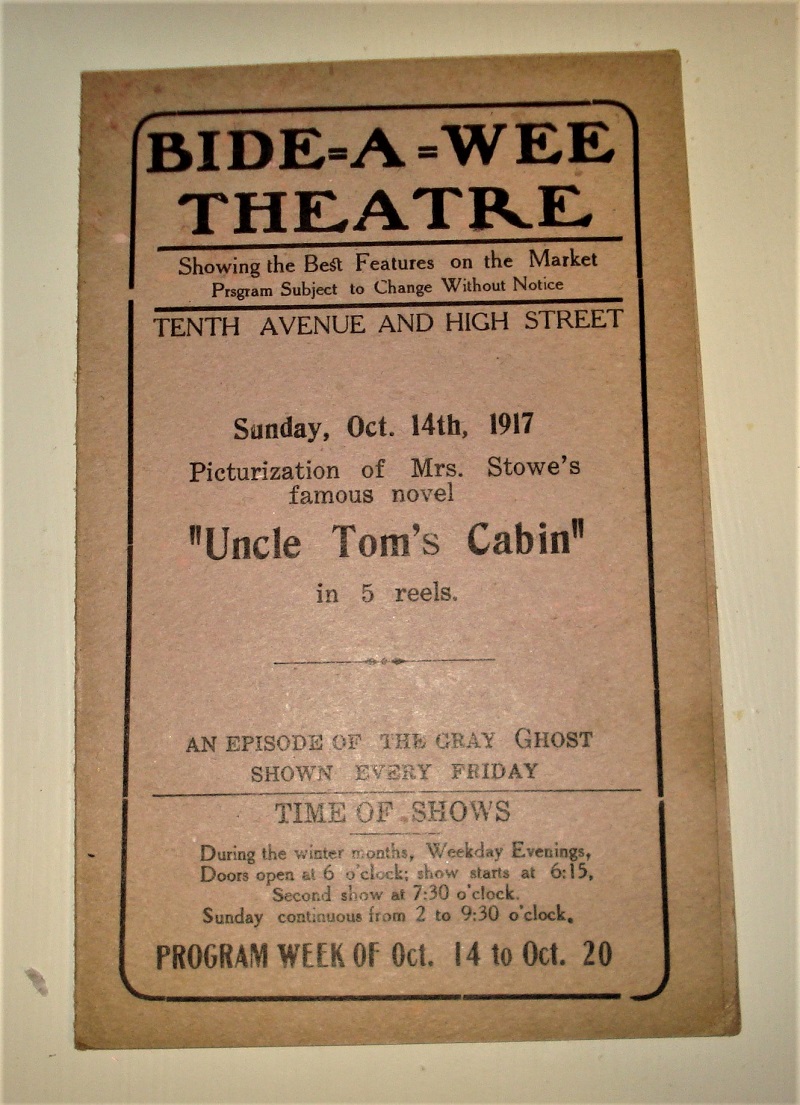 BIDE=A=WEE
THEATRE
Showing the Best Features on the Market
Prsgram Subject to Change Without Notice
TENTH AVENUE AND HIGH STREET
Sunday, Oct. 14th, 1917
Picturization of Mrs. Stowe's
famous novel
"Uncle Tom's Cabin"
in 5 reels.
AN EPISODE OF THE GRAY GHOST
SHOWN EVERY FRIDAY
TIME OF SHOWS
During the winter months, Weekday Evenings,
Doors open at 6 o'clock; show starts at 6:15,
Second show at 7:30 o'clock.
Sunday continuous from 2 to 9:30 o'clock.
PROGRAM WEEK OF Oct. 14 to Oct. 20